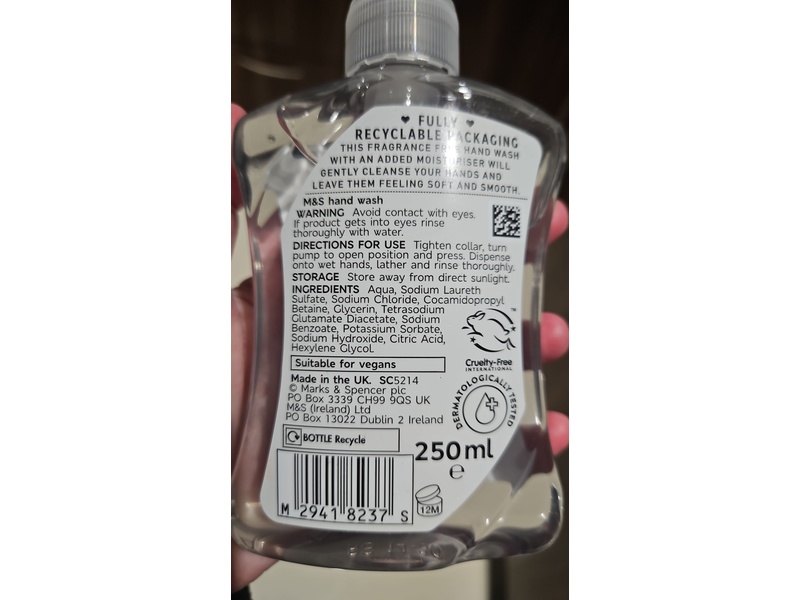 FULLY
RECYCLABLE PACKAGING
THIS FRAGRANCE FREE HAND WASH
WITH AN ADDED MOISTURISER WILL
GENTLY CLEANSE YOUR HANDS AND
LEAVE THEM FEELING SOFT AND SMOOTH.
M&S hand wash
WARNING Avoid contact with eyes.
If product gets into eyes rinse
thoroughly with water.
DIRECTIONS FOR USE Tighten collar, turn
pump to open position and press. Dispense
onto wet hands, lather and rinse thoroughly.
STORAGE Store away from direct sunlight.
INGREDIENTS Aqua, Sodium Laureth
Sulfate, Sodium Chloride, Cocamidopropyl
Betaine, Glycerin, Tetrasodium
Glutamate Diacetate, Sodium
Benzoate, Potassium Sorbate,
Sodium Hydroxide, Citric Acid,
Hexylene Glycol.
Cruelty-Free
INTERNATIONAL
TM
Suitable for vegans
Made in the UK. SC5214
© Marks & Spencer plc
PO Box 3339 CH99 9QS UK
M&S (Ireland) Ltd
PO Box 13022 Dublin 2 Ireland
DERMATOLOGICALLY TESTED
BOTTLE Recycle
250ml
e
M 2941 8237 S
12M